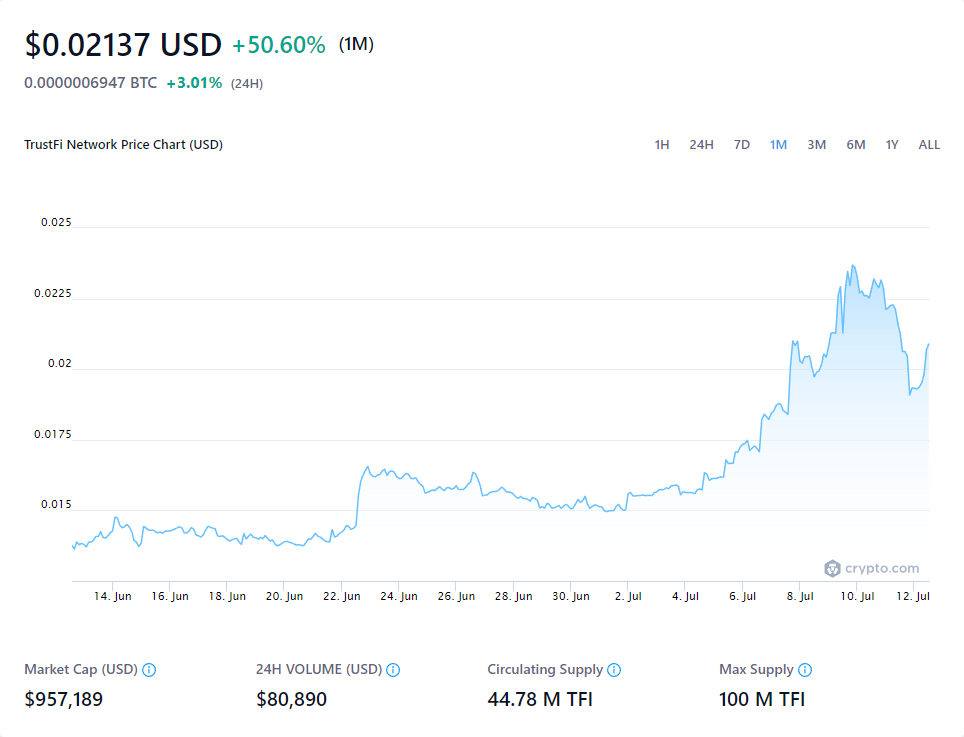 $0.02137 USD +50.60% (1M)
0.0000006947 BTC +3.01% (24H)
TrustFi Network Price Chart (USD) 1H 24H 7D 1M 3M 6M 1Y ALL
0.025
0.0225
0.02
0.0175
0.015
crypto.com
14. Jun 16. Jun 18. Jun 20. Jun 22. Jun 24. Jun 26. Jun 28. Jun 30. Jun 2. Jul 4. Jul 6. Jul 8. Jul 10. Jul 12. Jul
Market Cap (USD) 24H VOLUME (USD) Circulating Supply Max Supply
$957,189 $80,890 44.78 M TFI 100 M TFI